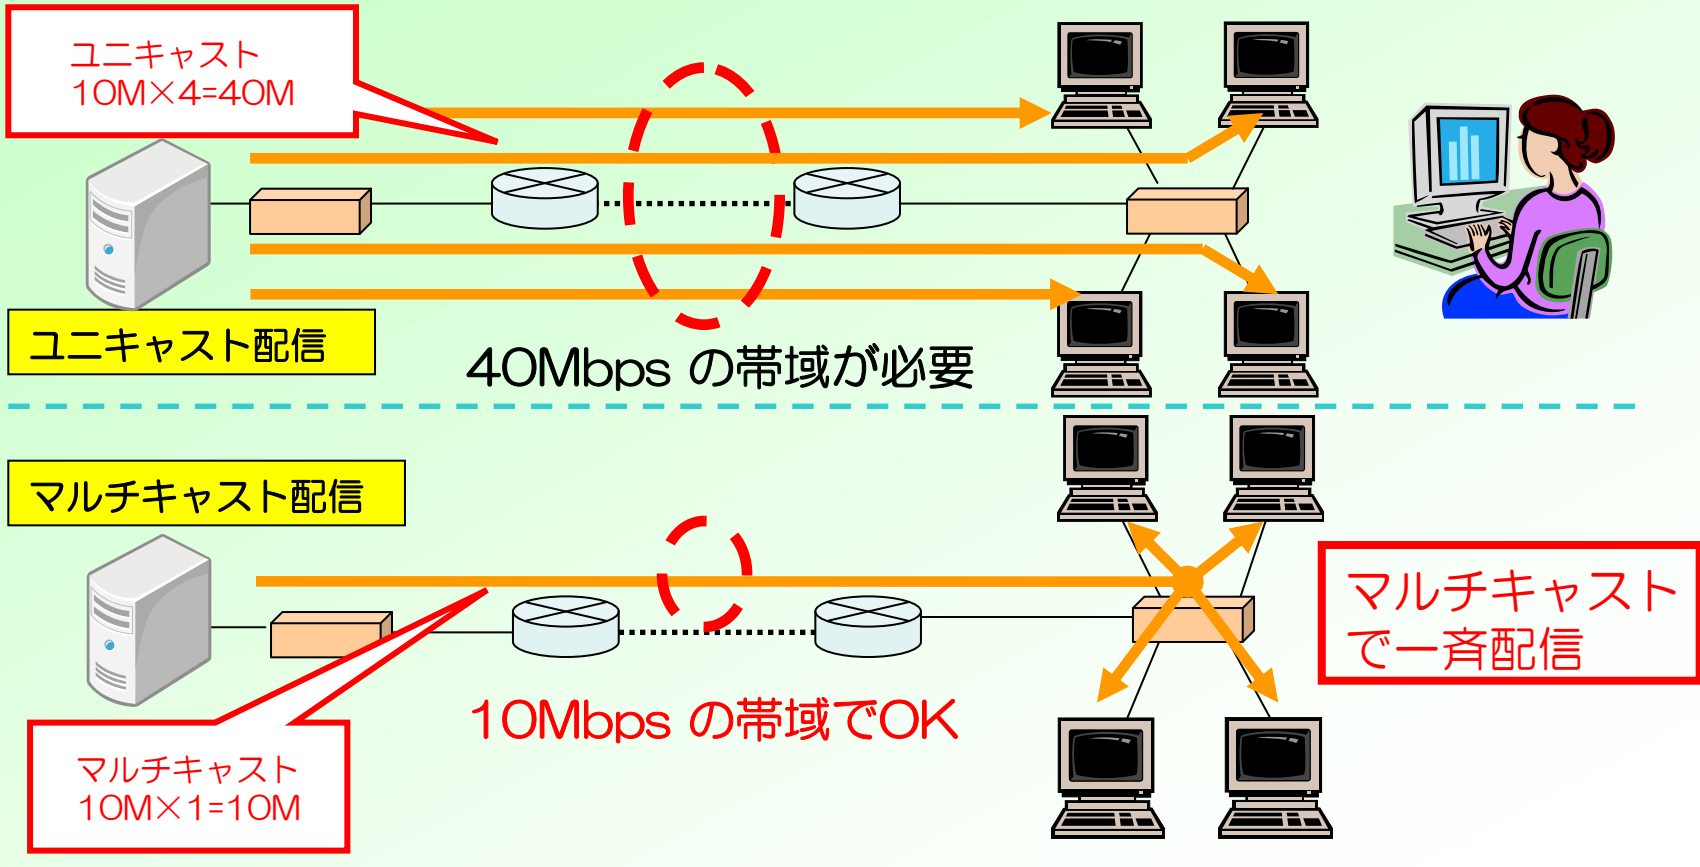 ユニキャスト
10M×4=40M
ユニキャスト配信
40Mbps の帯域が必要
マルチキャスト配信
マルチキャスト
で一斉配信
10Mbps の帯域でOK
マルチキャスト
10M×1=10M